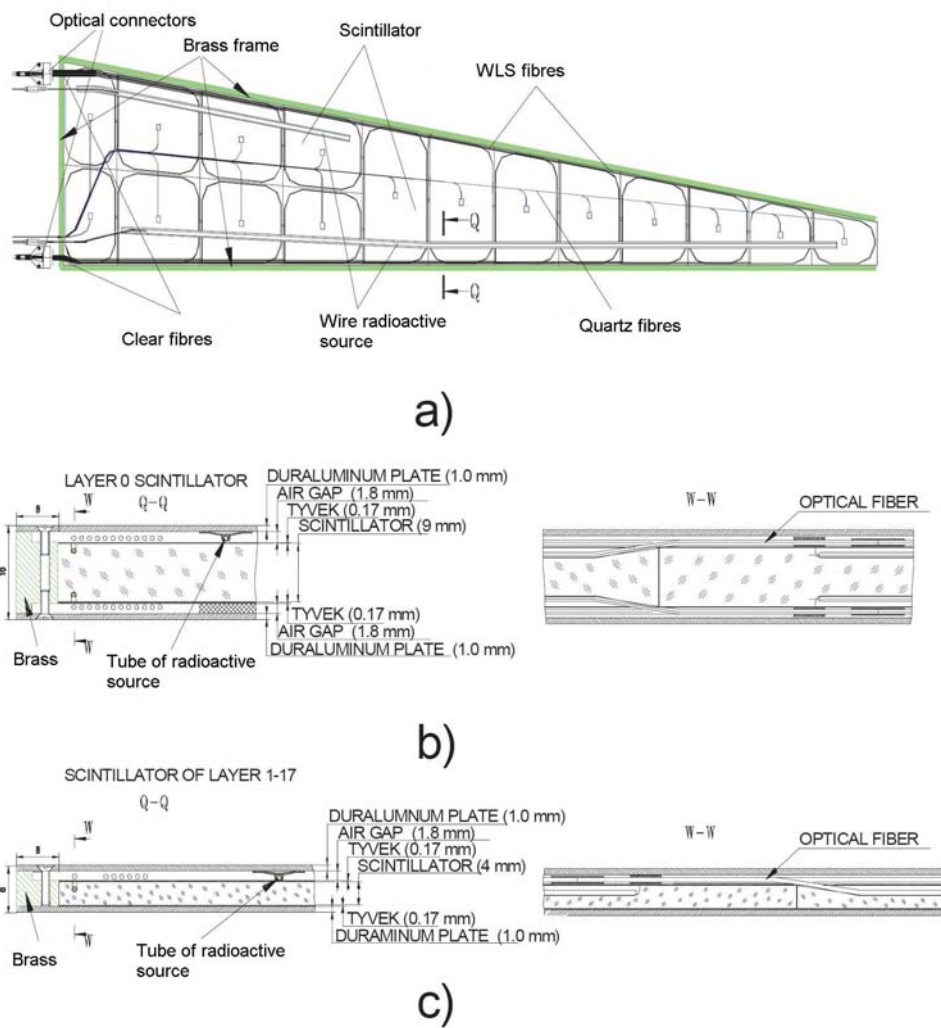 Optical connectors
Brass frame
Scintillator
WLS fibres
Q
Q
Clear fibres
Wire radioactive
source
Quartz fibres
a)
LAYER 0 SCINTILLATOR
Q-Q
W
8
DURALUMINUM PLATE (1.0 mm)
AIR GAP (1.8 mm)
TYVEK (0.17 mm)
SCINTILLATOR (9 mm)
W-W
OPTICAL FIBER
TYVEK (0.17 mm)
AIR GAP (1.8 mm)
DURALUMINUM PLATE (1.0 mm)
Brass
W
Tube of radioactive
source
b)
SCINTILLATOR OF LAYER 1-17
Q-Q
W
8
DURALUMNUM PLATE (1.0 mm)
AIR GAP (1.8 mm)
TYVEK (0.17 mm)
SCINTILLATOR (4 mm)
W-W
OPTICAL FIBER
8
TYVEK (0.17 mm)
DURAMINUM PLATE (1.0 mm)
Brass
W
Tube of radioactive
source
c)